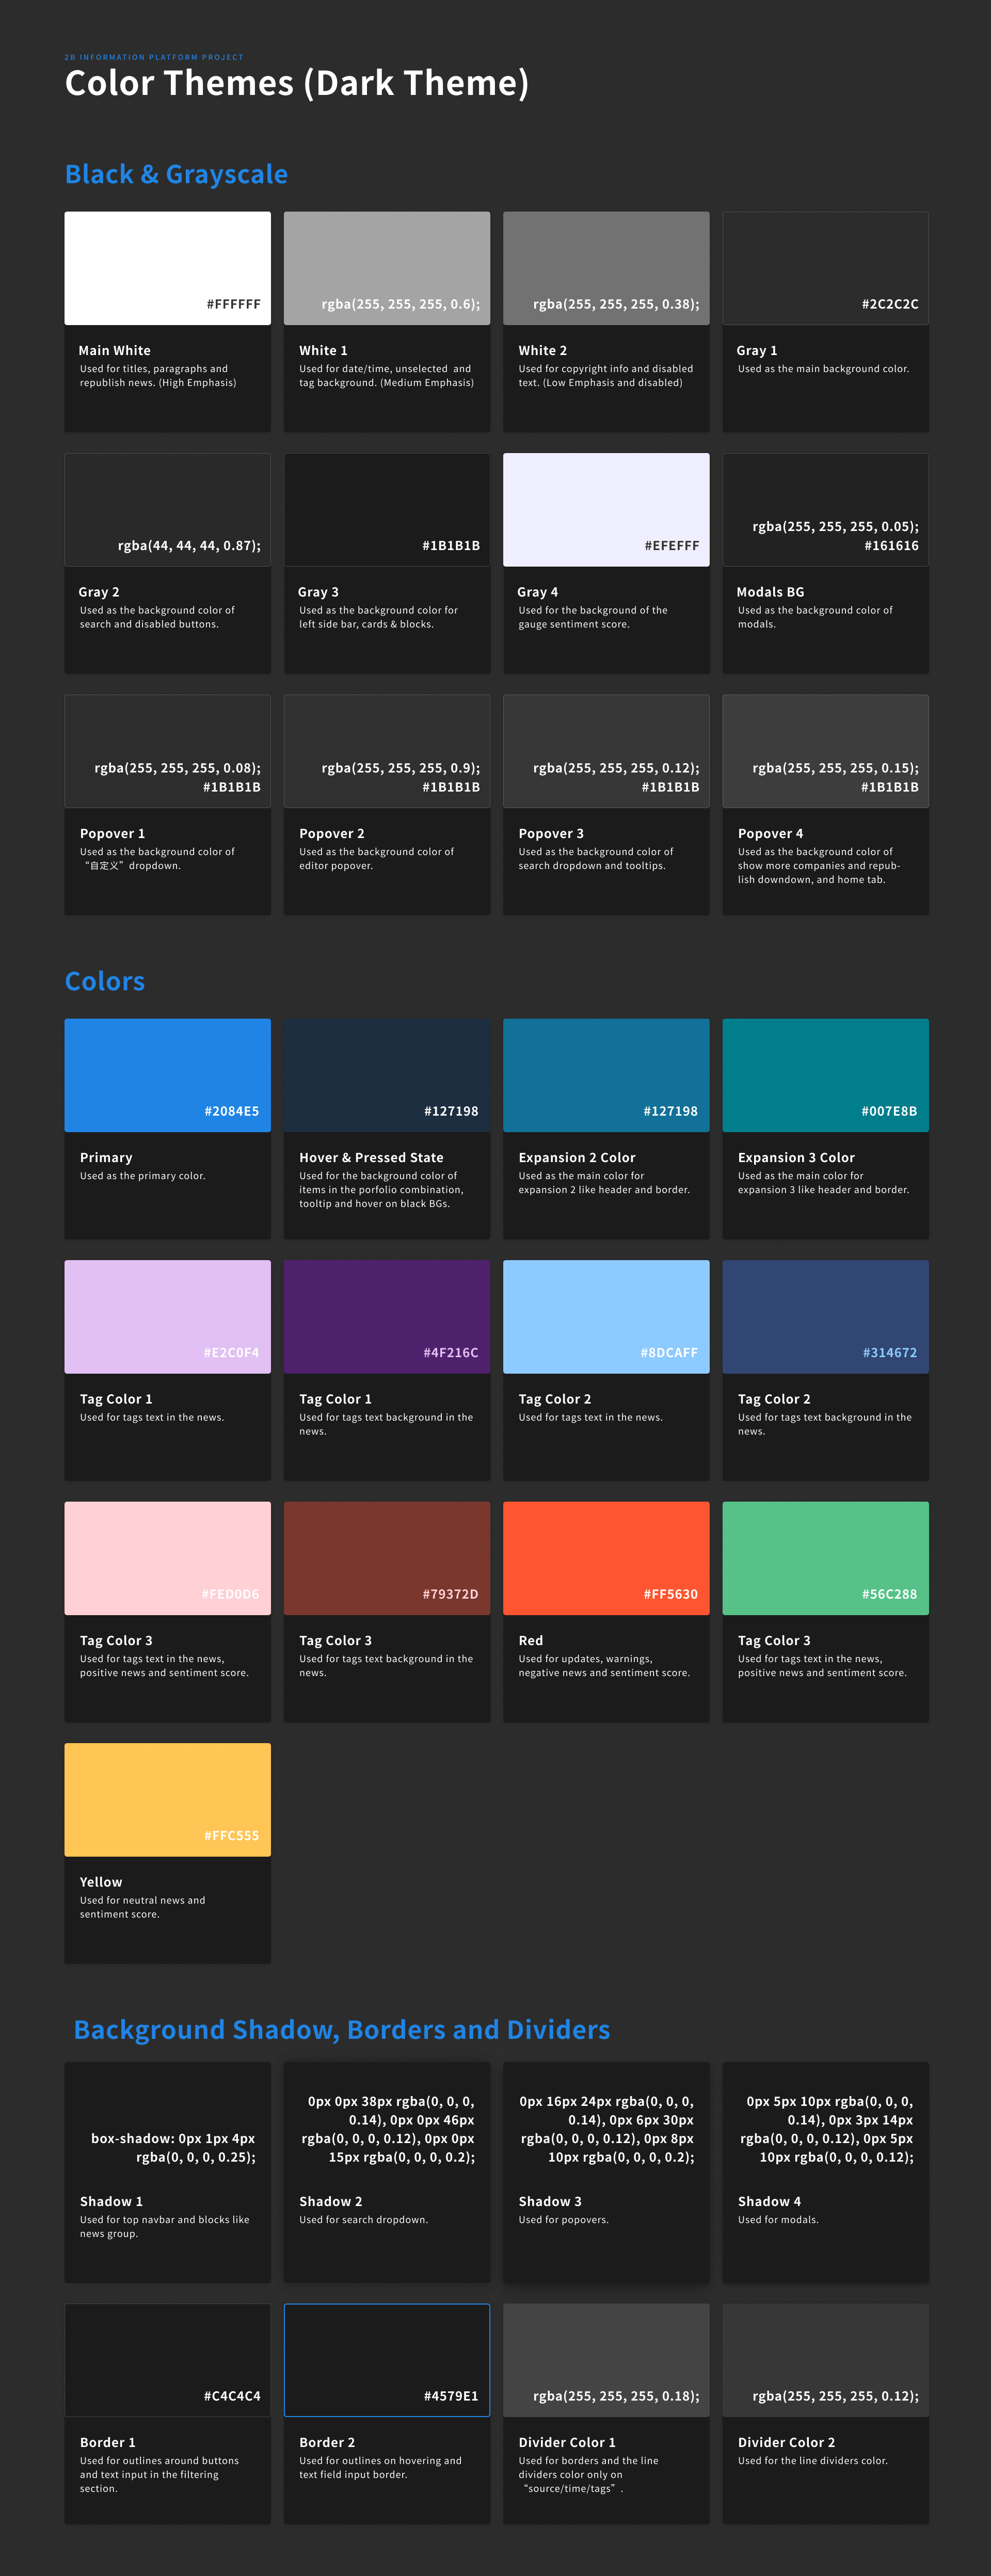 2B INFORMATION PLATFORM PROJECT
Color Themes (Dark Theme)
Black & Grayscale
#FFFFFF
Main White
Used for titles, paragraphs and
republish news. (High Emphasis)
rgba(255, 255, 255, 0.6);
White 1
Used for date/time, unselected and
tag background. (Medium Emphasis)
rgba(255, 255, 255, 0.38);
White 2
Used for copyright info and disabled
text. (Low Emphasis and disabled)
#2C2C2C
Gray 1
Used as the main background color.
rgba(44, 44, 44, 0.87);
Gray 2
Used as the background color of
search and disabled buttons.
#1B1B1B
Gray 3
Used as the background color for
left side bar, cards & blocks.
#EFEFFF
Gray 4
Used for the background of the
gauge sentiment score.
rgba(255, 255, 255, 0.05);
#161616
Modals BG
Used as the background color of
modals.
rgba(255, 255, 255, 0.08);
#1B1B1B
Popover 1
Used as the background color of
“自定义” dropdown.
rgba(255, 255, 255, 0.9);
#1B1B1B
Popover 2
Used as the background color of
editor popover.
rgba(255, 255, 255, 0.12);
#1B1B1B
Popover 3
Used as the background color of
search dropdown and tooltips.
rgba(255, 255, 255, 0.15);
#1B1B1B
Popover 4
Used as the background color of
show more companies and repub-
lish downdown, and home tab.
Colors
#2084E5
Primary
Used as the primary color.
#127198
Hover & Pressed State
Used for the background color of
items in the porfolio combination,
tooltip and hover on black BGs.
#127198
Expansion 2 Color
Used as the main color for
expansion 2 like header and border.
#007E8B
Expansion 3 Color
Used as the main color for
expansion 3 like header and border.
#E2C0F4
Tag Color 1
Used for tags text in the news.
#4F216C
Tag Color 1
Used for tags text background in the
news.
#8DCAFF
Tag Color 2
Used for tags text in the news.
#314672
Tag Color 2
Used for tags text background in the
news.
#FED0D6
Tag Color 3
Used for tags text in the news,
positive news and sentiment score.
#79372D
Tag Color 3
Used for tags text background in the
news.
#FF5630
Red
Used for updates, warnings,
negative news and sentiment score.
#56C288
Tag Color 3
Used for tags text in the news,
positive news and sentiment score.
#FFC555
Yellow
Used for neutral news and
sentiment score.
Background Shadow, Borders and Dividers
box-shadow: 0px 1px 4px
rgba(0, 0, 0, 0.25);
Shadow 1
Used for top navbar and blocks like
news group.
0px 0px 38px rgba(0, 0, 0,
0.14), 0px 0px 46px
rgba(0, 0, 0, 0.12), 0px 0px
15px rgba(0, 0, 0, 0.2);
Shadow 2
Used for search dropdown.
0px 16px 24px rgba(0, 0, 0,
0.14), 0px 6px 30px
rgba(0, 0, 0, 0.12), 0px 8px
10px rgba(0, 0, 0, 0.2);
Shadow 3
Used for popovers.
0px 5px 10px rgba(0, 0, 0,
0.14), 0px 3px 14px
rgba(0, 0, 0, 0.12), 0px 5px
10px rgba(0, 0, 0, 0.12);
Shadow 4
Used for modals.
#C4C4C4
Border 1
Used for outlines around buttons
and text input in the filtering
section.
#4579E1
Border 2
Used for outlines on hovering and
text field input border.
rgba(255, 255, 255, 0.18);
Divider Color 1
Used for borders and the line
dividers color only on
“source/time/tags”.
rgba(255, 255, 255, 0.12);
Divider Color 2
Used for the line dividers color.